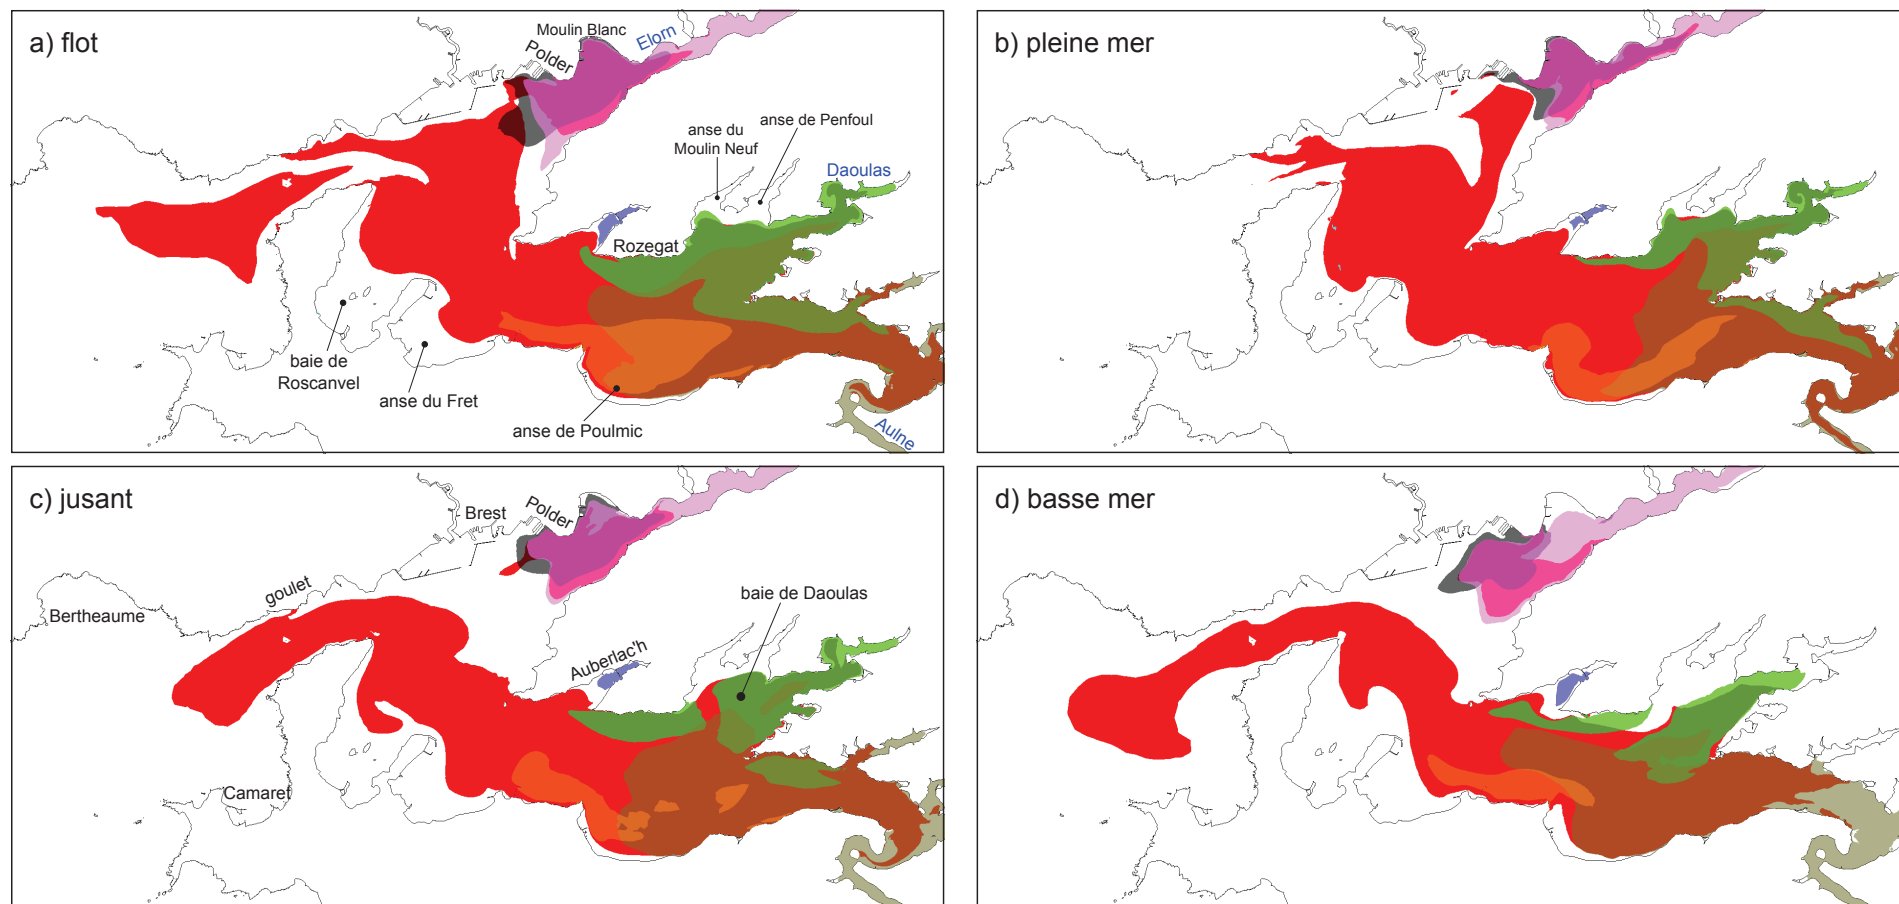 a) flot
Moulin Blanc
Elorn
Polder
anse du
Moulin Neuf
anse de Penfoul
Daoulas
Rozegat
baie de
Roscanvel
anse du Fret
anse de Poulmic
Aulne
b) pleine mer
c) jusant
Brest
Polder
goulet
Bertheaume
baie de Daoulas
Auberlac'h
Camaret
d) basse mer